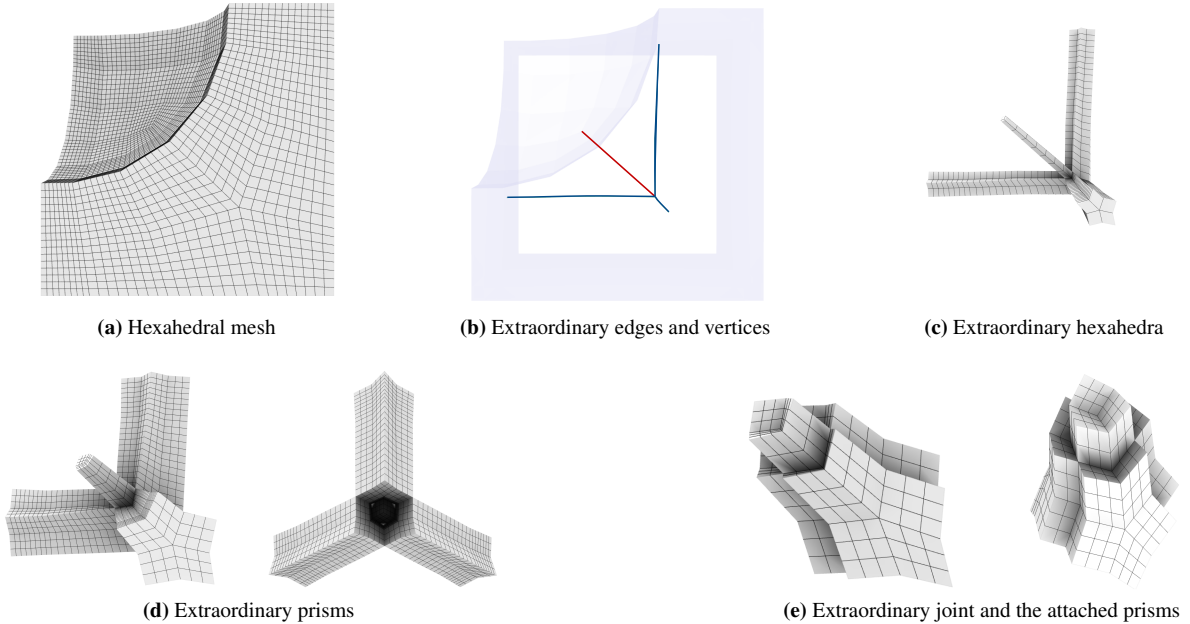 (a) Hexahedral mesh
(b) Extraordinary edges and vertices
(c) Extraordinary hexahedra
(d) Extraordinary prisms
(e) Extraordinary joint and the attached prisms